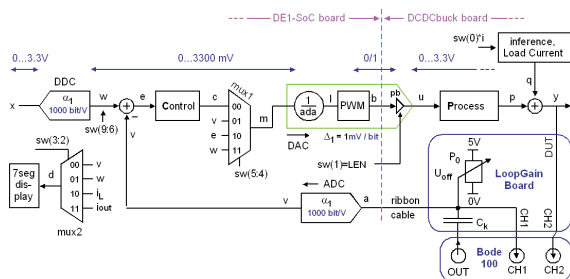 DE1-SoC board
DCDCbuck board
0...3.3V
0...3300 mV
0/1
0...3.3V
sw(0)*i
inference,
Load Current
DDC
x
α1
1000 bit/V
w
sw(9:6)
e
Control
c
mux1
00
v
01
e
10
w
11
m
sw(5:4)
1
ada
DAC
l
PWM
b
pb
Δ1 = 1mV / bit
sw(1)=LEN
u
Process
p
q
y
sw(3:2)
v
7seg
dis-
play
d
00
v
01
w
10
iL
11
iout
mux2
v
ADC
α1
1000 bit/V
a
ribbon
cable
5V
P0
Uoff
0V
LoopGain
Board
DUT
Ck
CH1
CH2
Bode
100
OUT
CH1
CH2